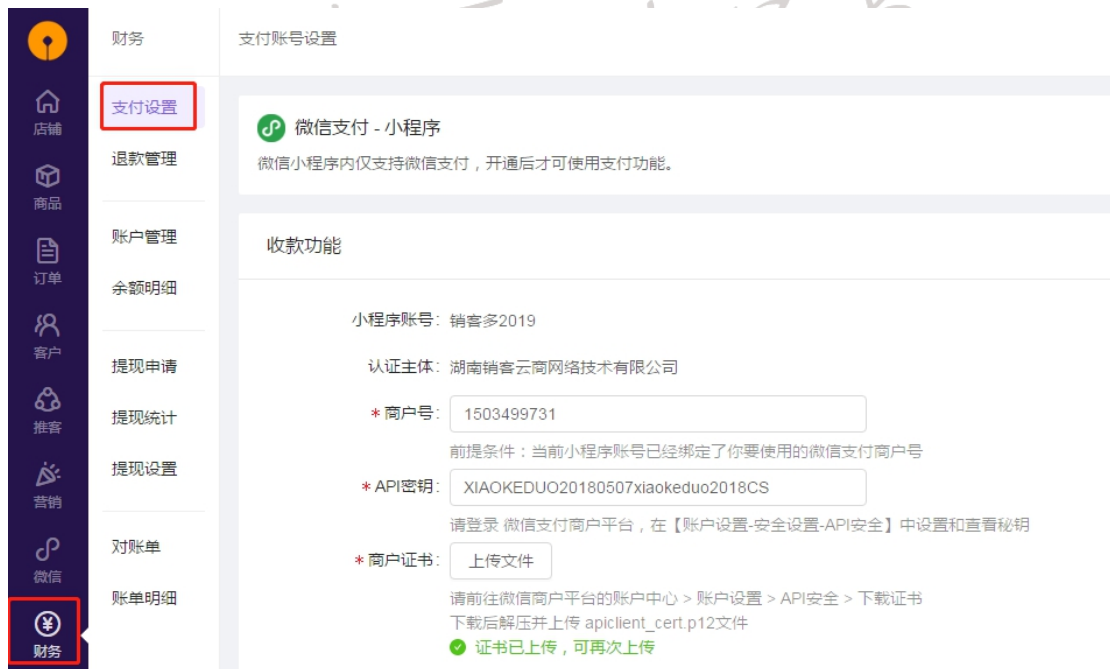 财务
支付账号设置
店铺
商品
订单
客户
推客
营销
微信
财务
支付设置
退款管理
账户管理
余额明细
提现申请
提现统计
提现设置
对账单
账单明细
微信支付 - 小程序
微信小程序内仅支持微信支付，开通后才可使用支付功能。
收款功能
小程序账号: 销客多2019
认证主体: 湖南销客云商网络技术有限公司
* 商户号: 1503499731
前提条件：当前小程序账号已经绑定了你要使用的微信支付商户号
* API密钥: XIAOKEDUO20180507xiaokeduo2018CS
请登录 微信支付商户平台，在【账户设置-安全设置-API安全】中设置和查看秘钥
* 商户证书: 上传文件
请前往微信商户平台的账户中心 > 账户设置 > API安全 > 下载证书
下载后解压并上传 apiclient_cert.p12文件
证书已上传，可再次上传